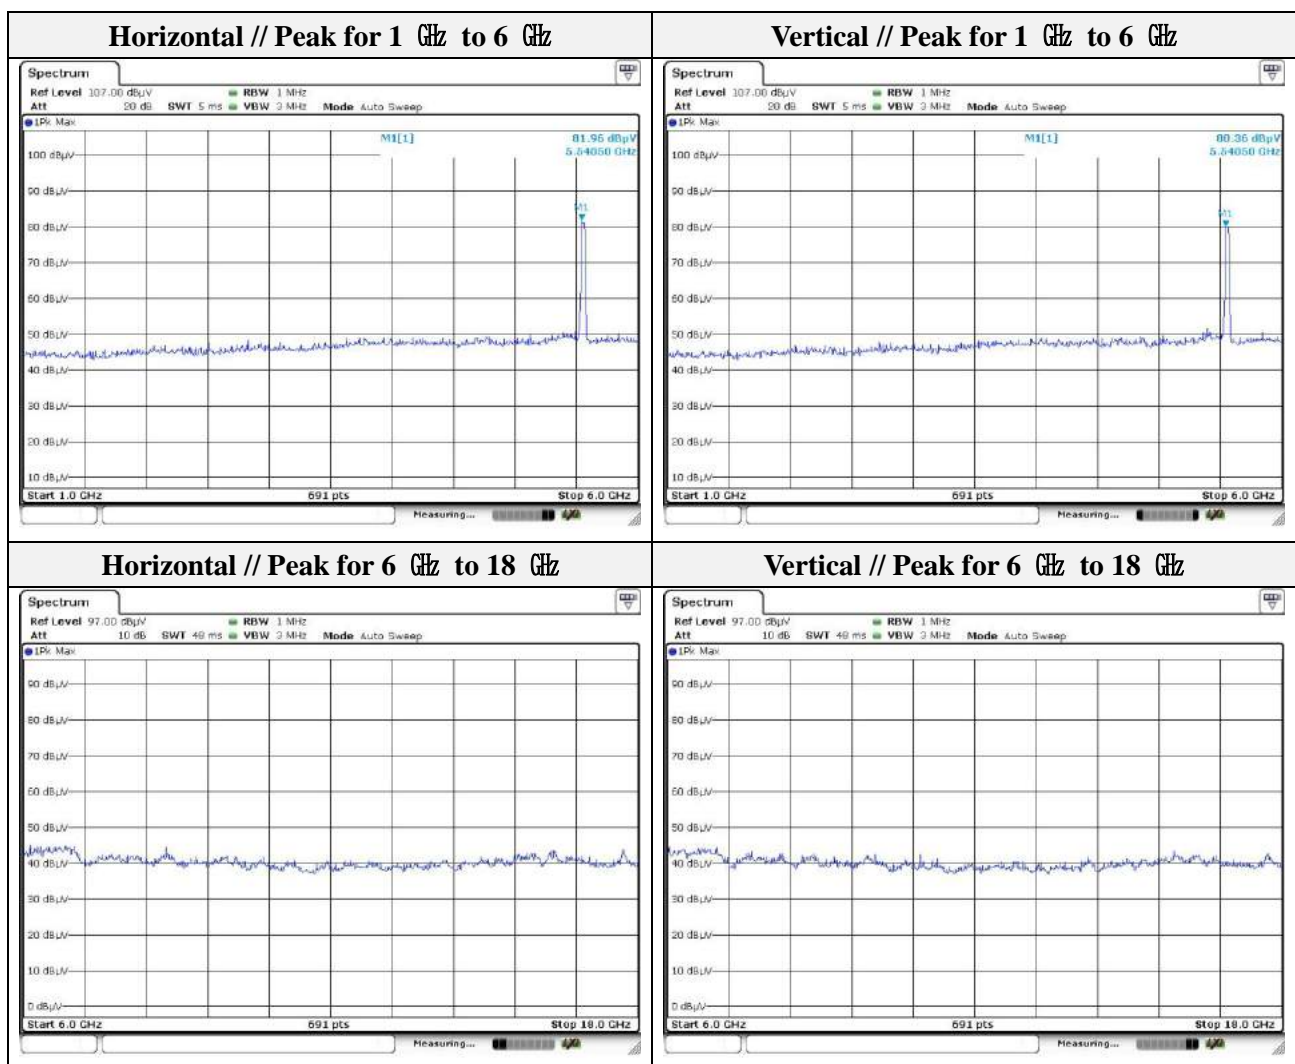 Horizontal // Peak for 1 ㎓ to 6 ㎓
Spectrum
Ref Level 107.00 dBµV RBW 1 MHz
Att 20 dB SWT 5 ms VBW 3 MHz Mode Auto Sweep
1Pk Max
M1[1] 81.96 dBµV
5.54050 GHz
M1
100 dBµV
90 dBµV
80 dBµV
70 dBµV
60 dBµV
50 dBµV
40 dBµV
30 dBµV
20 dBµV
10 dBµV
Start 1.0 GHz 691 pts Stop 6.0 GHz
Measuring...
Vertical // Peak for 1 ㎓ to 6 ㎓
Spectrum
Ref Level 107.00 dBµV RBW 1 MHz
Att 20 dB SWT 5 ms VBW 3 MHz Mode Auto Sweep
1Pk Max
M1[1] 80.36 dBµV
5.54050 GHz
M1
100 dBµV
90 dBµV
80 dBµV
70 dBµV
60 dBµV
50 dBµV
40 dBµV
30 dBµV
20 dBµV
10 dBµV
Start 1.0 GHz 691 pts Stop 6.0 GHz
Measuring...
Horizontal // Peak for 6 ㎓ to 18 ㎓
Spectrum
Ref Level 97.00 dBµV RBW 1 MHz
Att 10 dB SWT 48 ms VBW 3 MHz Mode Auto Sweep
1Pk Max
90 dBµV
80 dBµV
70 dBµV
60 dBµV
50 dBµV
40 dBµV
30 dBµV
20 dBµV
10 dBµV
0 dBµV
Start 6.0 GHz 691 pts Stop 18.0 GHz
Measuring...
Vertical // Peak for 6 ㎓ to 18 ㎓
Spectrum
Ref Level 97.00 dBµV RBW 1 MHz
Att 10 dB SWT 48 ms VBW 3 MHz Mode Auto Sweep
1Pk Max
90 dBµV
80 dBµV
70 dBµV
60 dBµV
50 dBµV
40 dBµV
30 dBµV
20 dBµV
10 dBµV
0 dBµV
Start 6.0 GHz 691 pts Stop 18.0 GHz
Measuring...